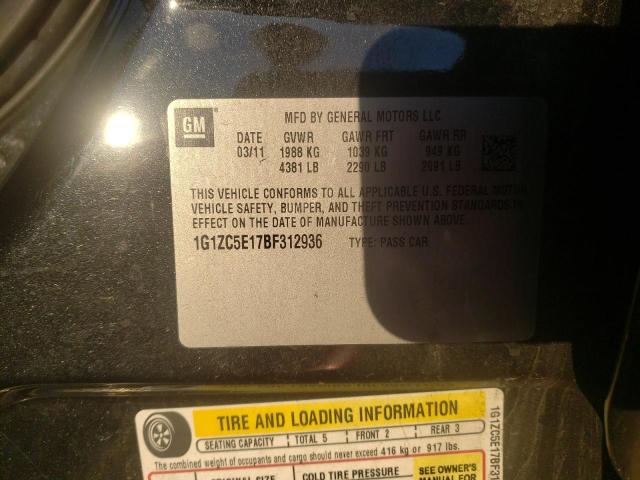 GM
MFD BY GENERAL MOTORS LLC
DATE GVWR GAWR FRT GAWR RR
03/11 1988 KG 1039 KG 949 KG
4381 LB 2290 LB 2091 LB
THIS VEHICLE CONFORMS TO ALL APPLICABLE U.S. FEDERAL MOTOR
VEHICLE SAFETY, BUMPER, AND THEFT PREVENTION STANDARDS IN
EFFECT ON THE DATE OF MANUFACTURE SHOWN ABOVE.
1G1ZC5E17BF312936 TYPE: PASS CAR
TIRE AND LOADING INFORMATION
SEATING CAPACITY TOTAL 5 FRONT 2 REAR 3
The combined weight of occupants and cargo should never exceed 416 kg or 917 lbs.
ORIGINAL SIZE COLD TIRE PRESSURE SEE OWNER'S
MANUAL FOR
1G1ZC5E17BF31